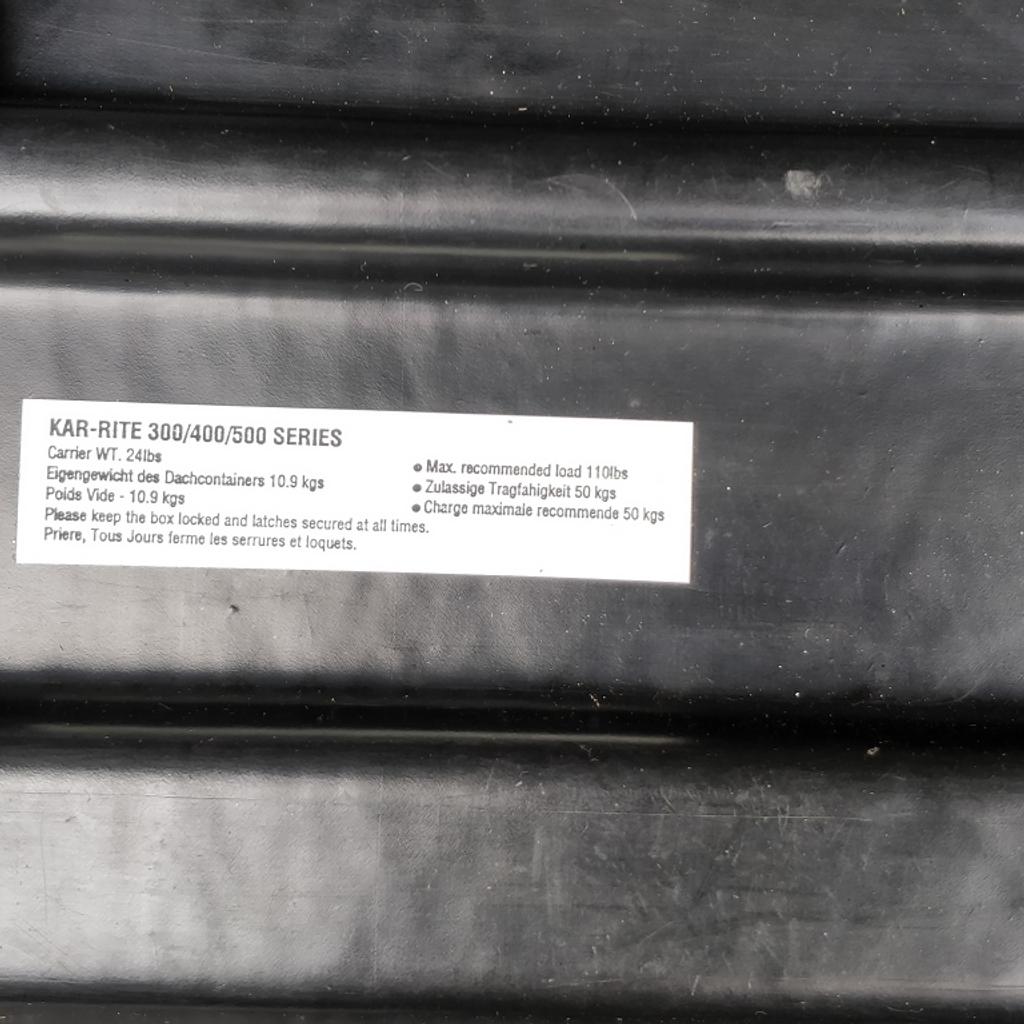 KAR-RITE 300/400/500 SERIES
Carrier WT. 24lbs
Eigengewicht des Dachcontainers 10.9 kgs
Poids Vide - 10.9 kgs
● Max. recommended load 110lbs
● Zulassige Tragfahigkeit 50 kgs
● Charge maximale recommende 50 kgs
Please keep the box locked and latches secured at all times.
Priere, Tous Jours ferme les serrures et loquets.